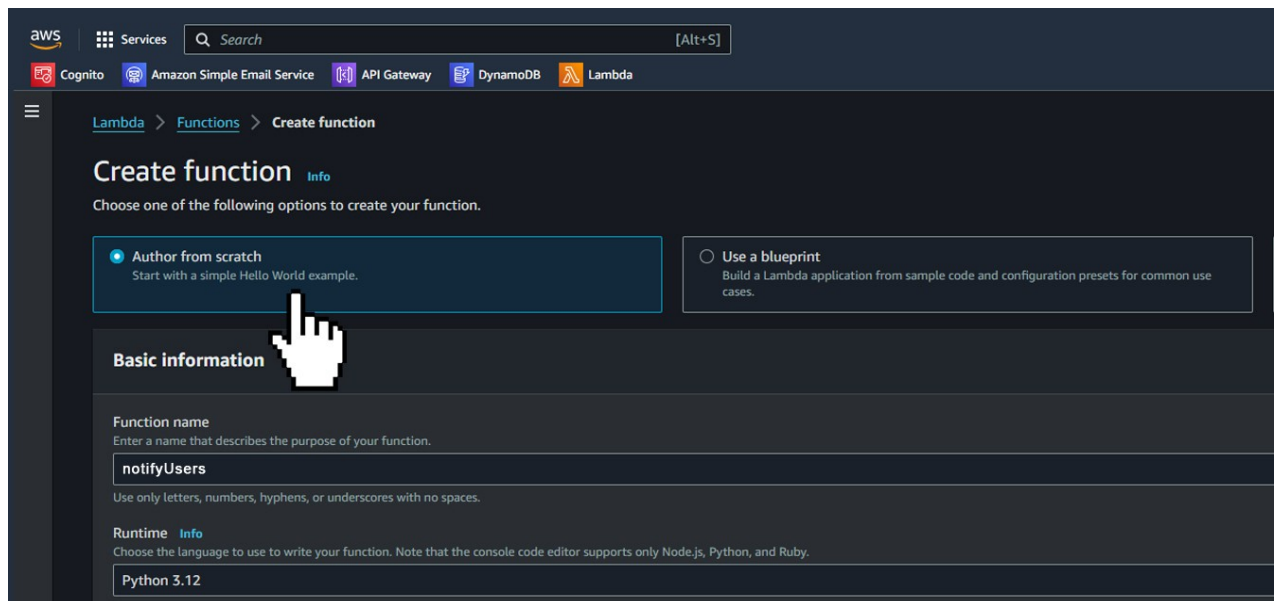 aws
Services
Search
[Alt+S]
Cognito
Amazon Simple Email Service
API Gateway
DynamoDB
Lambda
Lambda > Functions > Create function
Create function Info
Choose one of the following options to create your function.
Author from scratch
Start with a simple Hello World example.
Use a blueprint
Build a Lambda application from sample code and configuration presets for common use
cases.
Basic information
Function name
Enter a name that describes the purpose of your function.
notifyUsers
Use only letters, numbers, hyphens, or underscores with no spaces.
Runtime Info
Choose the language to use to write your function. Note that the console code editor supports only Node.js, Python, and Ruby.
Python 3.12